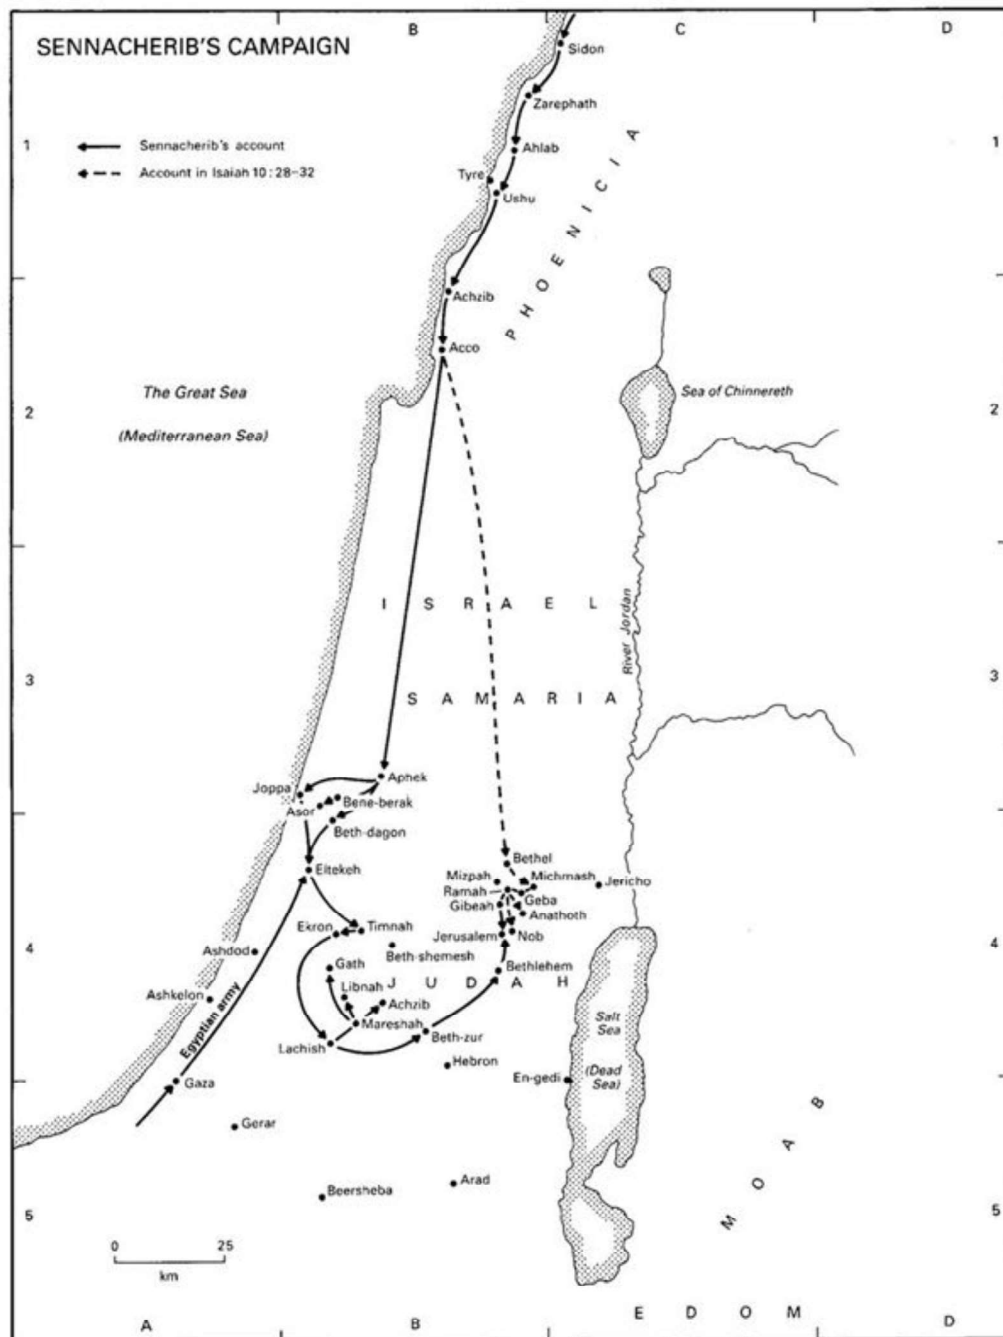 B
C
D
SENNACHERIB'S CAMPAIGN
Sidon
Zarephath
1
Sennacherib's account
Ahlab
1
Account in Isaiah 10:28–32
Tyre
Ushu
PHOENICIA
Achzib
Acco
The Great Sea
(Mediterranean Sea)
Sea of Chinnereth
2
2
ISRAEL
River Jordan
3
SAMARIA
3
Aphek
Joppa
Bene-berak
Asor
Beth-dagon
Bethel
Eltekeh
Mizpah
Michmash
Jericho
Ramah
Geba
Gibeah
Anathoth
Ekron
Timnah
Jerusalem
Nob
4
Ashdod
Beth-shemesh
4
Gath
Bethlehem
JUDAH
Libnah
Ashkelon
Achzib
Egyptian army
Mareshah
Salt
Sea
Beth-zur
Lachish
Hebron
(Dead
Sea)
En-gedi
Gaza
Gerar
MOAB
Arad
Beersheba
5
5
0 25
km
EDOM
A
B
D